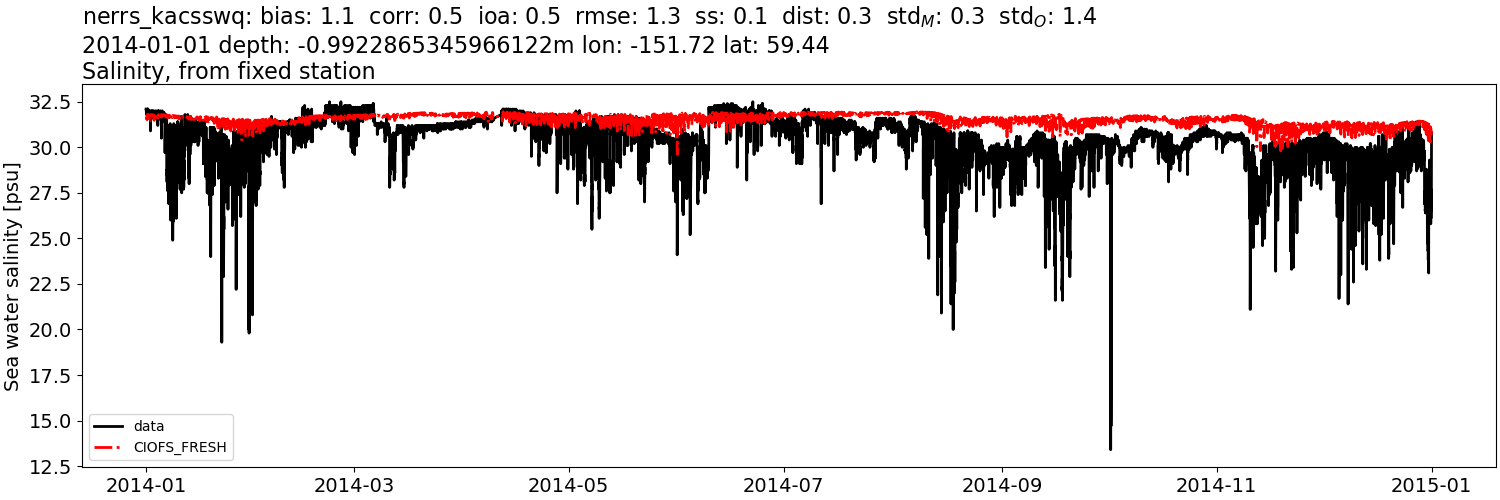 nerrs_kacsswq: bias: 1.1  corr: 0.5  ioa: 0.5  rmse: 1.3  ss: 0.1  dist: 0.3  std_M: 0.3  std_O: 1.4
2014-01-01 depth: -0.9922865345966122m lon: -151.72 lat: 59.44
Salinity, from fixed station
Sea water salinity [psu]
32.5
30.0
27.5
25.0
22.5
20.0
17.5
15.0
12.5
data
CIOFS_FRESH
2014-01 2014-03 2014-05 2014-07 2014-09 2014-11 2015-01